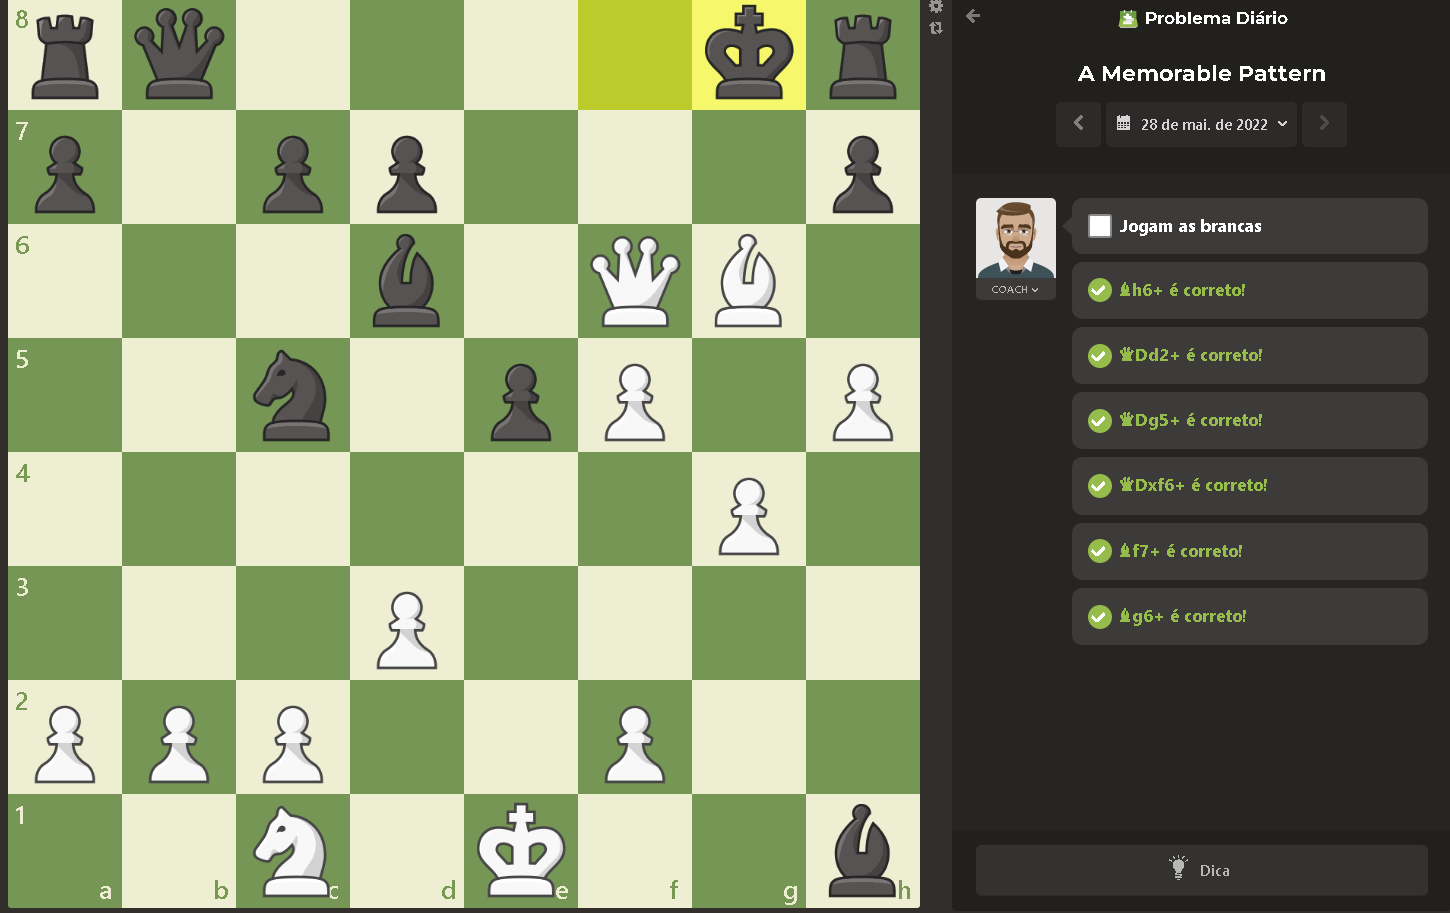 Problema Diário
A Memorable Pattern
28 de mai. de 2022
Jogam as brancas
COACH
♝h6+ é correto!
♛Dd2+ é correto!
♛Dg5+ é correto!
♛Dxf6+ é correto!
♝f7+ é correto!
♝g6+ é correto!
Dica
8
7
6
5
4
3
2
1
a b c d e f g h